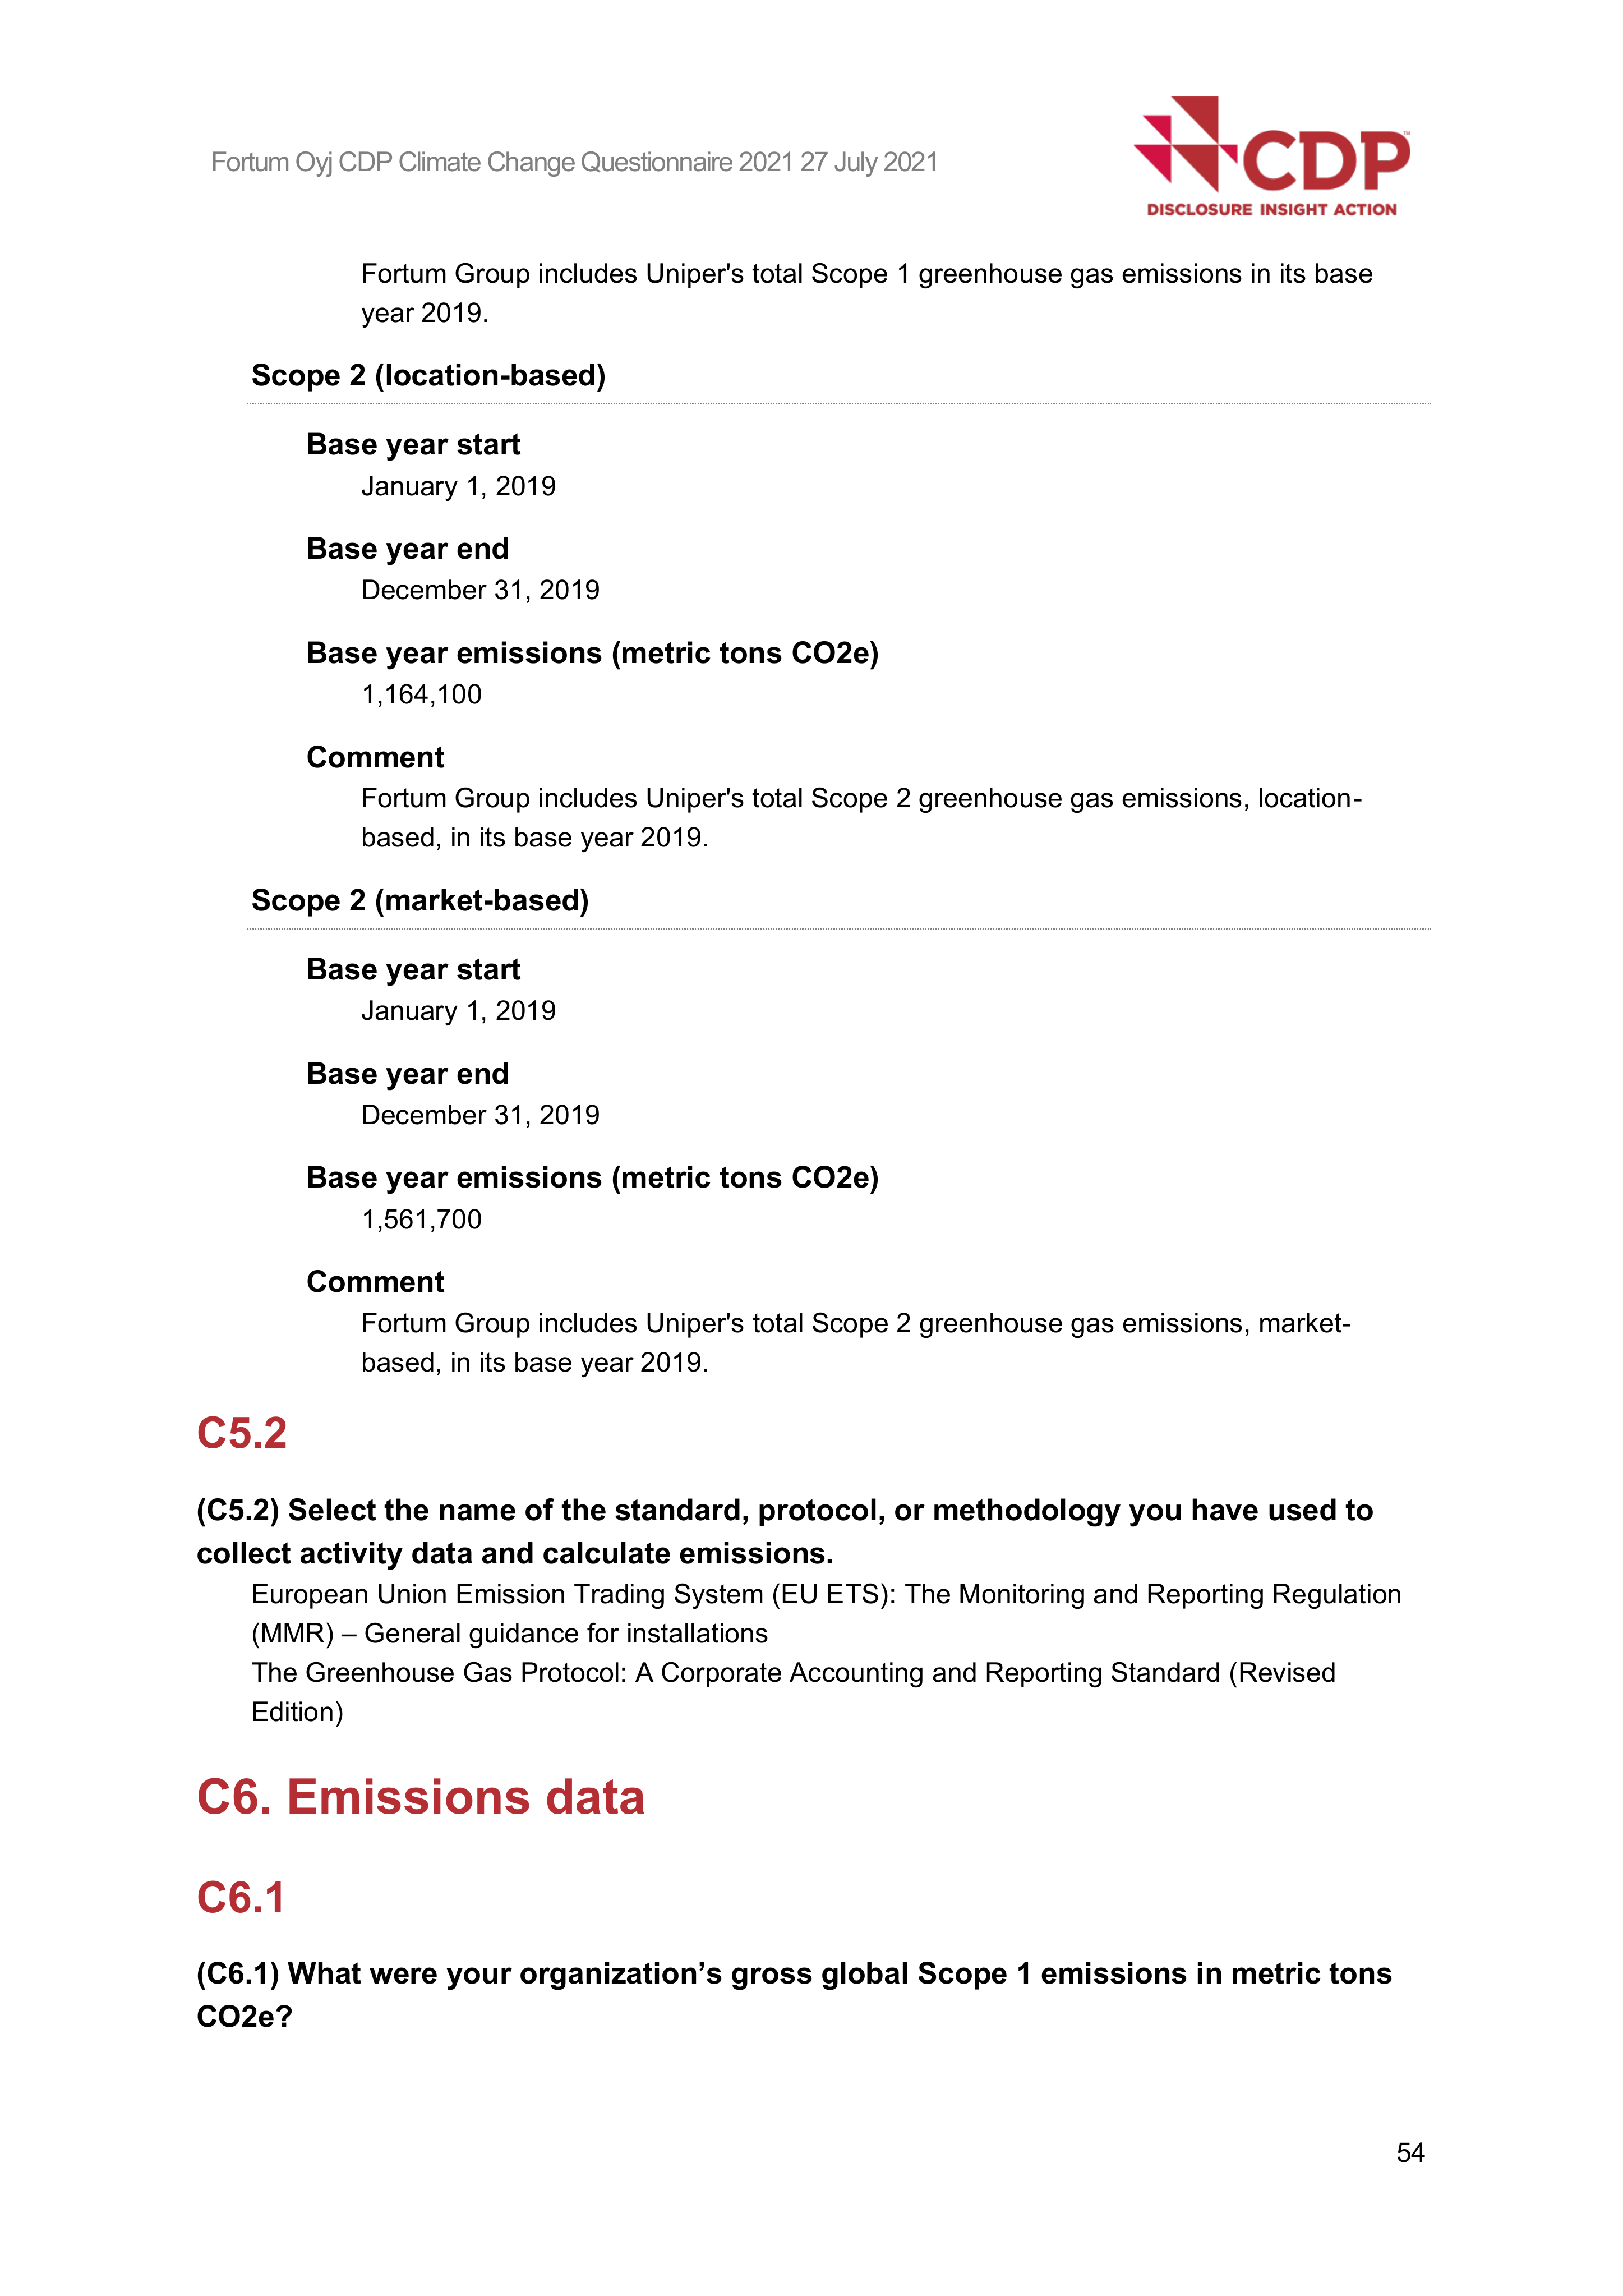 Fortum Oyj CDP Climate Change Questionnaire 2021 27 July 2021
CDP™
DISCLOSURE INSIGHT ACTION
Fortum Group includes Uniper's total Scope 1 greenhouse gas emissions in its base
year 2019.
Scope 2 (location-based)
Base year start
January 1, 2019
Base year end
December 31, 2019
Base year emissions (metric tons CO2e)
1,164,100
Comment
Fortum Group includes Uniper's total Scope 2 greenhouse gas emissions, location-
based, in its base year 2019.
Scope 2 (market-based)
Base year start
January 1, 2019
Base year end
December 31, 2019
Base year emissions (metric tons CO2e)
1,561,700
Comment
Fortum Group includes Uniper's total Scope 2 greenhouse gas emissions, market-
based, in its base year 2019.
C5.2
(C5.2) Select the name of the standard, protocol, or methodology you have used to
collect activity data and calculate emissions.
European Union Emission Trading System (EU ETS): The Monitoring and Reporting Regulation
(MMR) – General guidance for installations
The Greenhouse Gas Protocol: A Corporate Accounting and Reporting Standard (Revised
Edition)
C6. Emissions data
C6.1
(C6.1) What were your organization’s gross global Scope 1 emissions in metric tons
CO2e?
54